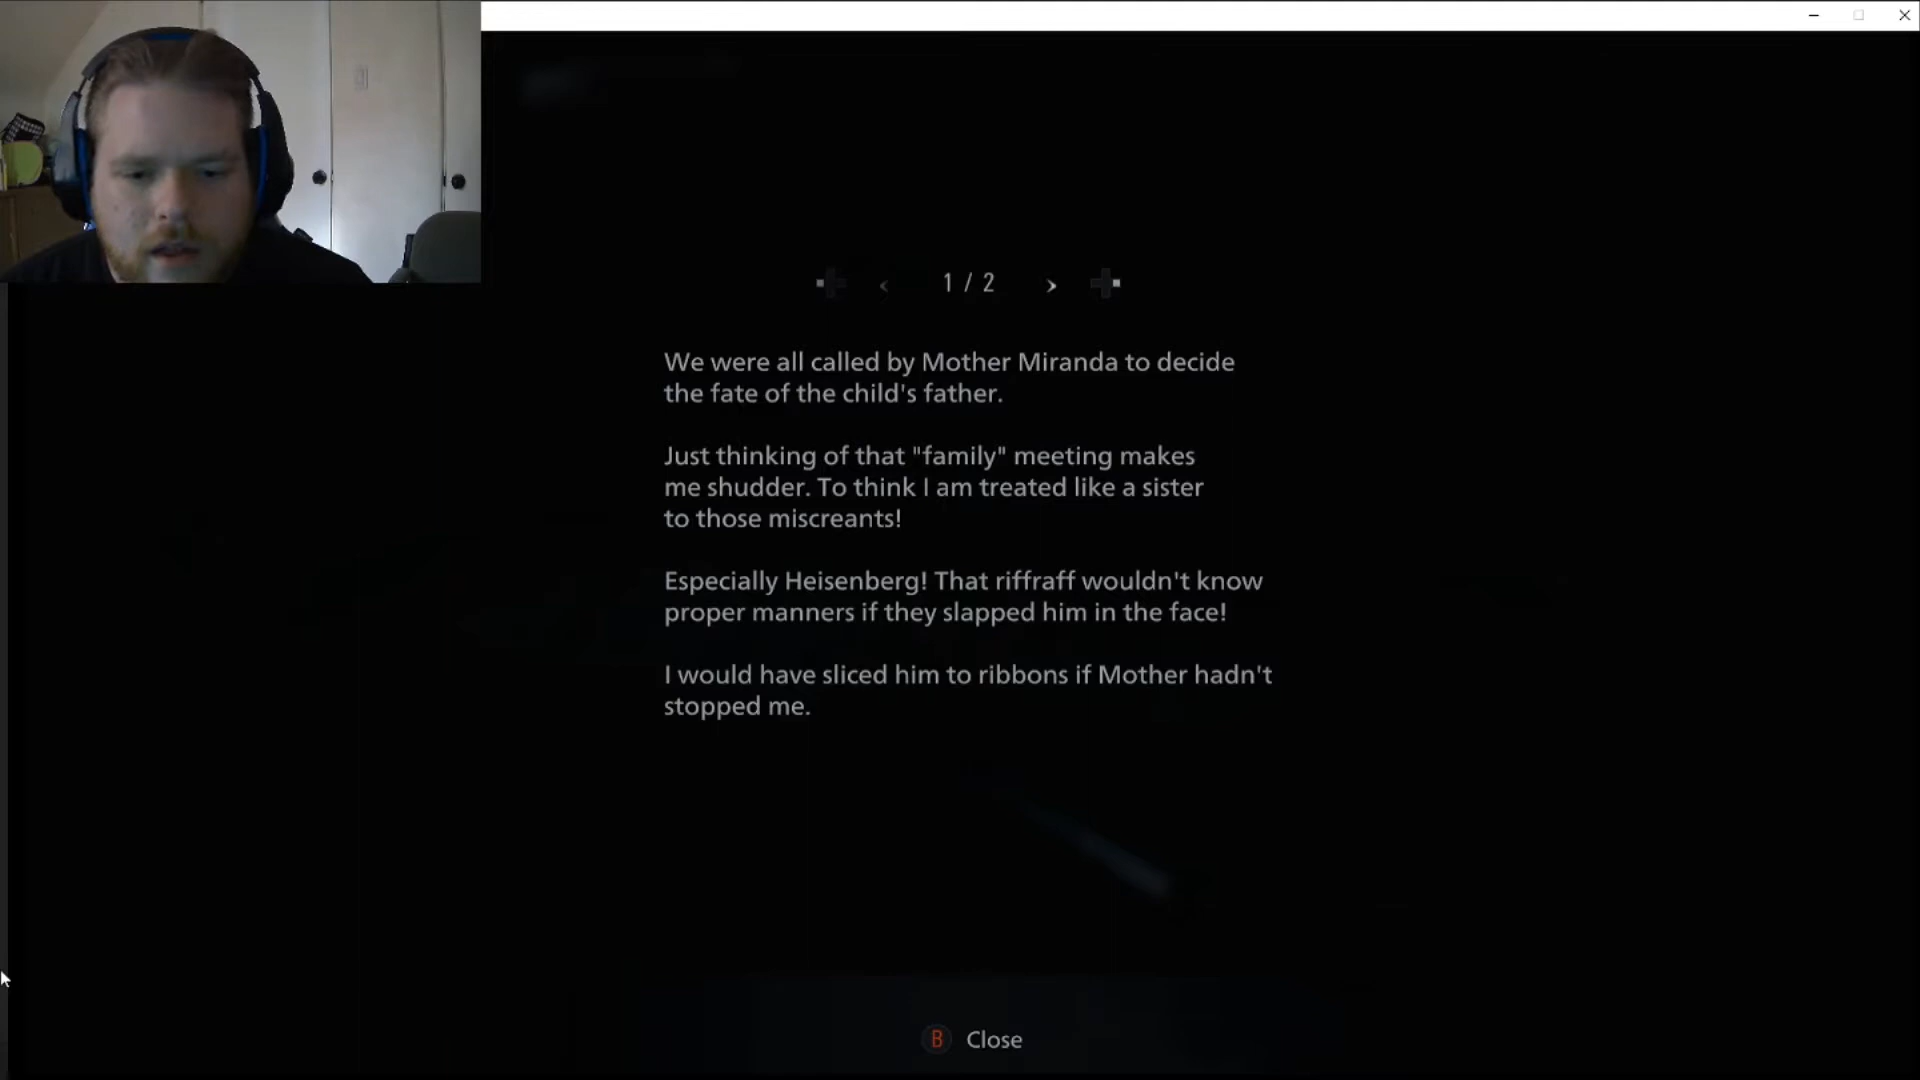 1 / 2
We were all called by Mother Miranda to decide
the fate of the child's father.
Just thinking of that "family" meeting makes
me shudder. To think I am treated like a sister
to those miscreants!
Especially Heisenberg! That riffraff wouldn't know
proper manners if they slapped him in the face!
I would have sliced him to ribbons if Mother hadn't
stopped me.
B Close